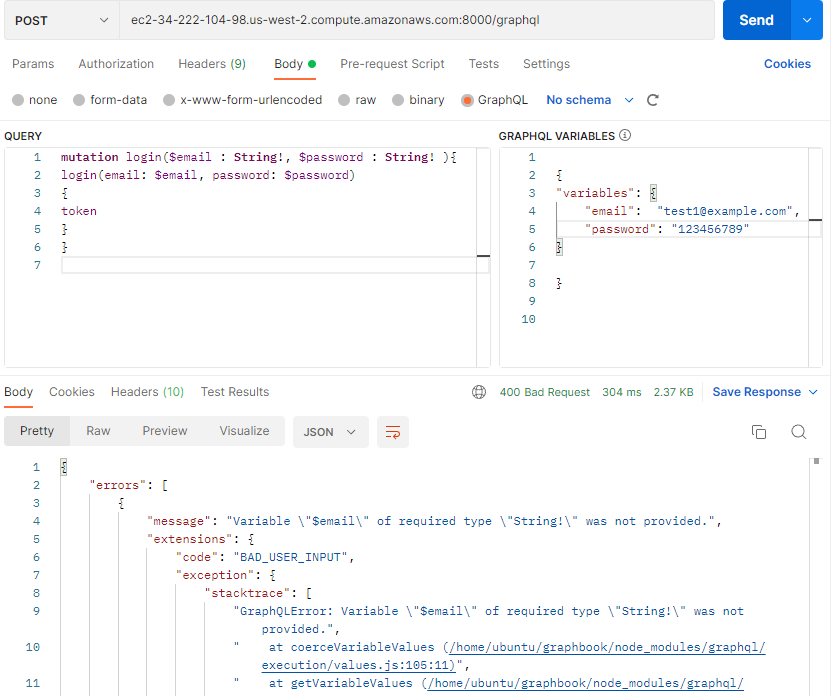 POST ec2-34-222-104-98.us-west-2.compute.amazonaws.com:8000/graphql Send
Params Authorization Headers (9) Body Pre-request Script Tests Settings Cookies
none form-data x-www-form-urlencoded raw binary GraphQL No schema
QUERY
1 mutation login($email : String!, $password : String! ){
2 login(email: $email, password: $password)
3 {
4 token
5 }
6 }
7
GRAPHQL VARIABLES
1
2 {
3 "variables": {
4 "email": "test1@example.com",
5 "password": "123456789"
6 }
7
8 }
9
10
Body Cookies Headers (10) Test Results 400 Bad Request 304 ms 2.37 KB Save Response
Pretty Raw Preview Visualize JSON
1 {
2 "errors": [
3 {
4 "message": "Variable \"$email\" of required type \"String!\" was not provided.",
5 "extensions": {
6 "code": "BAD_USER_INPUT",
7 "exception": {
8 "stacktrace": [
9 "GraphQLError: Variable \"$email\" of required type \"String!\" was not
provided.",
10 "    at coerceVariableValues (/home/ubuntu/graphbook/node_modules/graphql/
execution/values.js:105:11)",
11 "    at getVariableValues (/home/ubuntu/graphbook/node_modules/graphql/